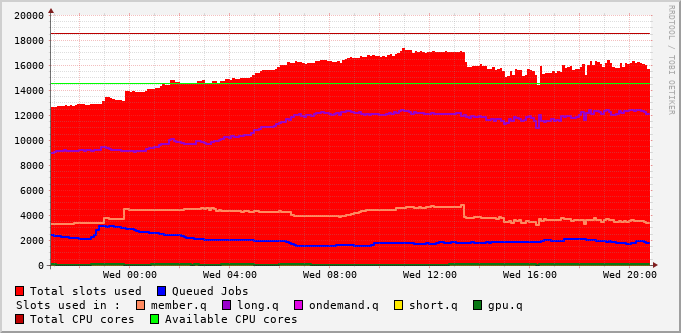 20000
18000
16000
14000
12000
10000
8000
6000
4000
2000
0
Wed 00:00 Wed 04:00 Wed 08:00 Wed 12:00 Wed 16:00 Wed 20:00
Total slots used Queued Jobs
Slots used in : member.q long.q ondemand.q short.q gpu.q
Total CPU cores Available CPU cores
RRDTOOL / TOBI OETIKER